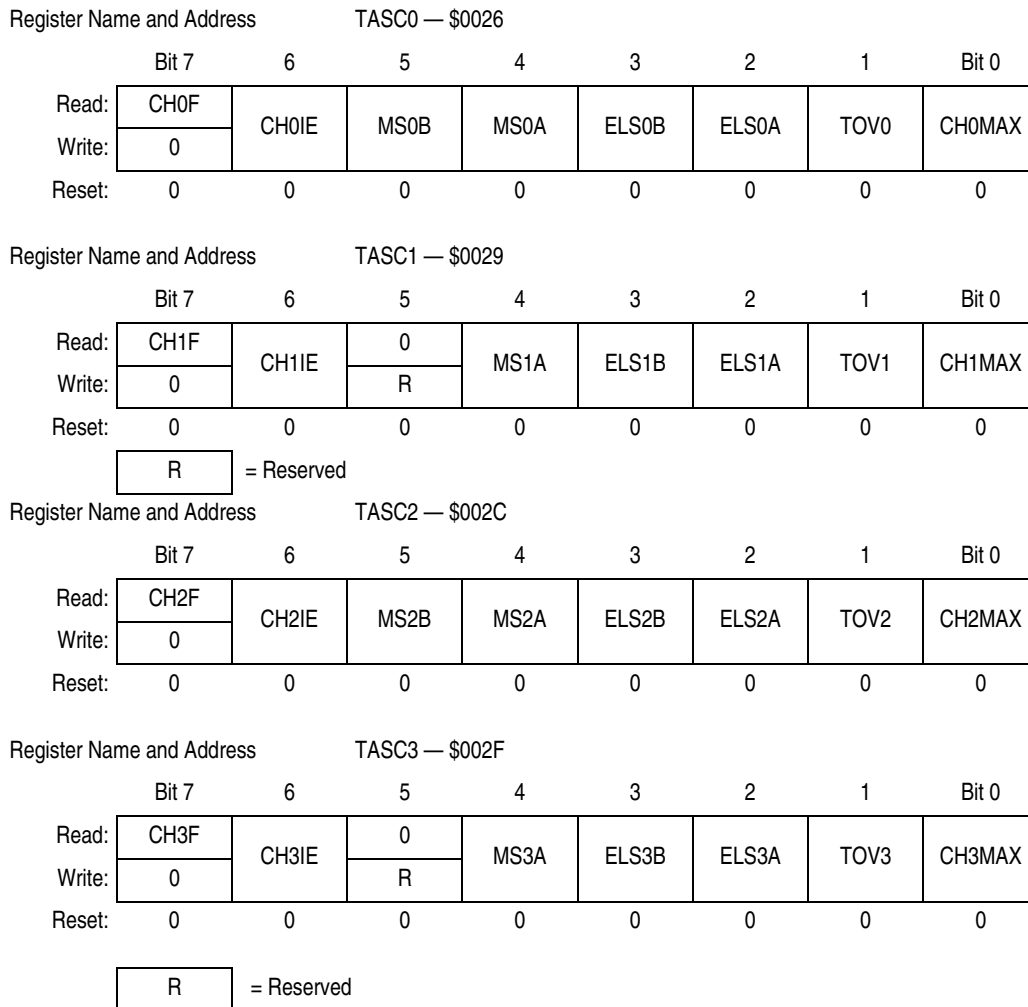 Register Name and Address TASC0 — $0026
Bit 7 6 5 4 3 2 1 Bit 0
Read: CH0F CH0IE MS0B MS0A ELS0B ELS0A TOV0 CH0MAX
Write: 0
Reset: 0 0 0 0 0 0 0 0
Register Name and Address TASC1 — $0029
Bit 7 6 5 4 3 2 1 Bit 0
Read: CH1F CH1IE 0 MS1A ELS1B ELS1A TOV1 CH1MAX
Write: 0 R
Reset: 0 0 0 0 0 0 0 0
R = Reserved
Register Name and Address TASC2 — $002C
Bit 7 6 5 4 3 2 1 Bit 0
Read: CH2F CH2IE MS2B MS2A ELS2B ELS2A TOV2 CH2MAX
Write: 0
Reset: 0 0 0 0 0 0 0 0
Register Name and Address TASC3 — $002F
Bit 7 6 5 4 3 2 1 Bit 0
Read: CH3F CH3IE 0 MS3A ELS3B ELS3A TOV3 CH3MAX
Write: 0 R
Reset: 0 0 0 0 0 0 0 0
R = Reserved